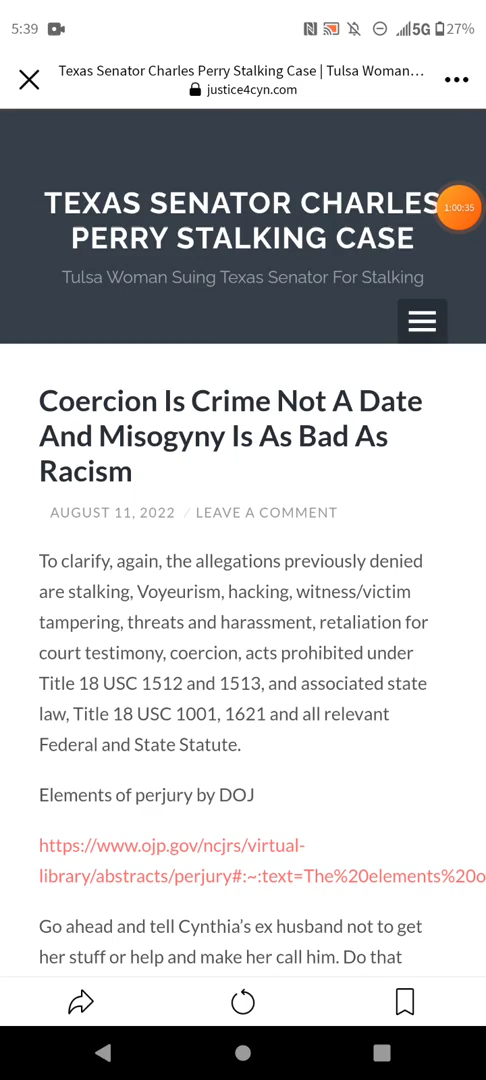 5:39
5G 27%
Texas Senator Charles Perry Stalking Case | Tulsa Woman…
justice4cyn.com
TEXAS SENATOR CHARLES
1:00:35
PERRY STALKING CASE
Tulsa Woman Suing Texas Senator For Stalking
Coercion Is Crime Not A Date
And Misogyny Is As Bad As
Racism
AUGUST 11, 2022 / LEAVE A COMMENT
To clarify, again, the allegations previously denied
are stalking, Voyeurism, hacking, witness/victim
tampering, threats and harassment, retaliation for
court testimony, coercion, acts prohibited under
Title 18 USC 1512 and 1513, and associated state
law, Title 18 USC 1001, 1621 and all relevant
Federal and State Statute.
Elements of perjury by DOJ
https://www.ojp.gov/ncjrs/virtual-
library/abstracts/perjury#:~:text=The%20elements%20o
Go ahead and tell Cynthia's ex husband not to get
her stuff or help and make her call him. Do that